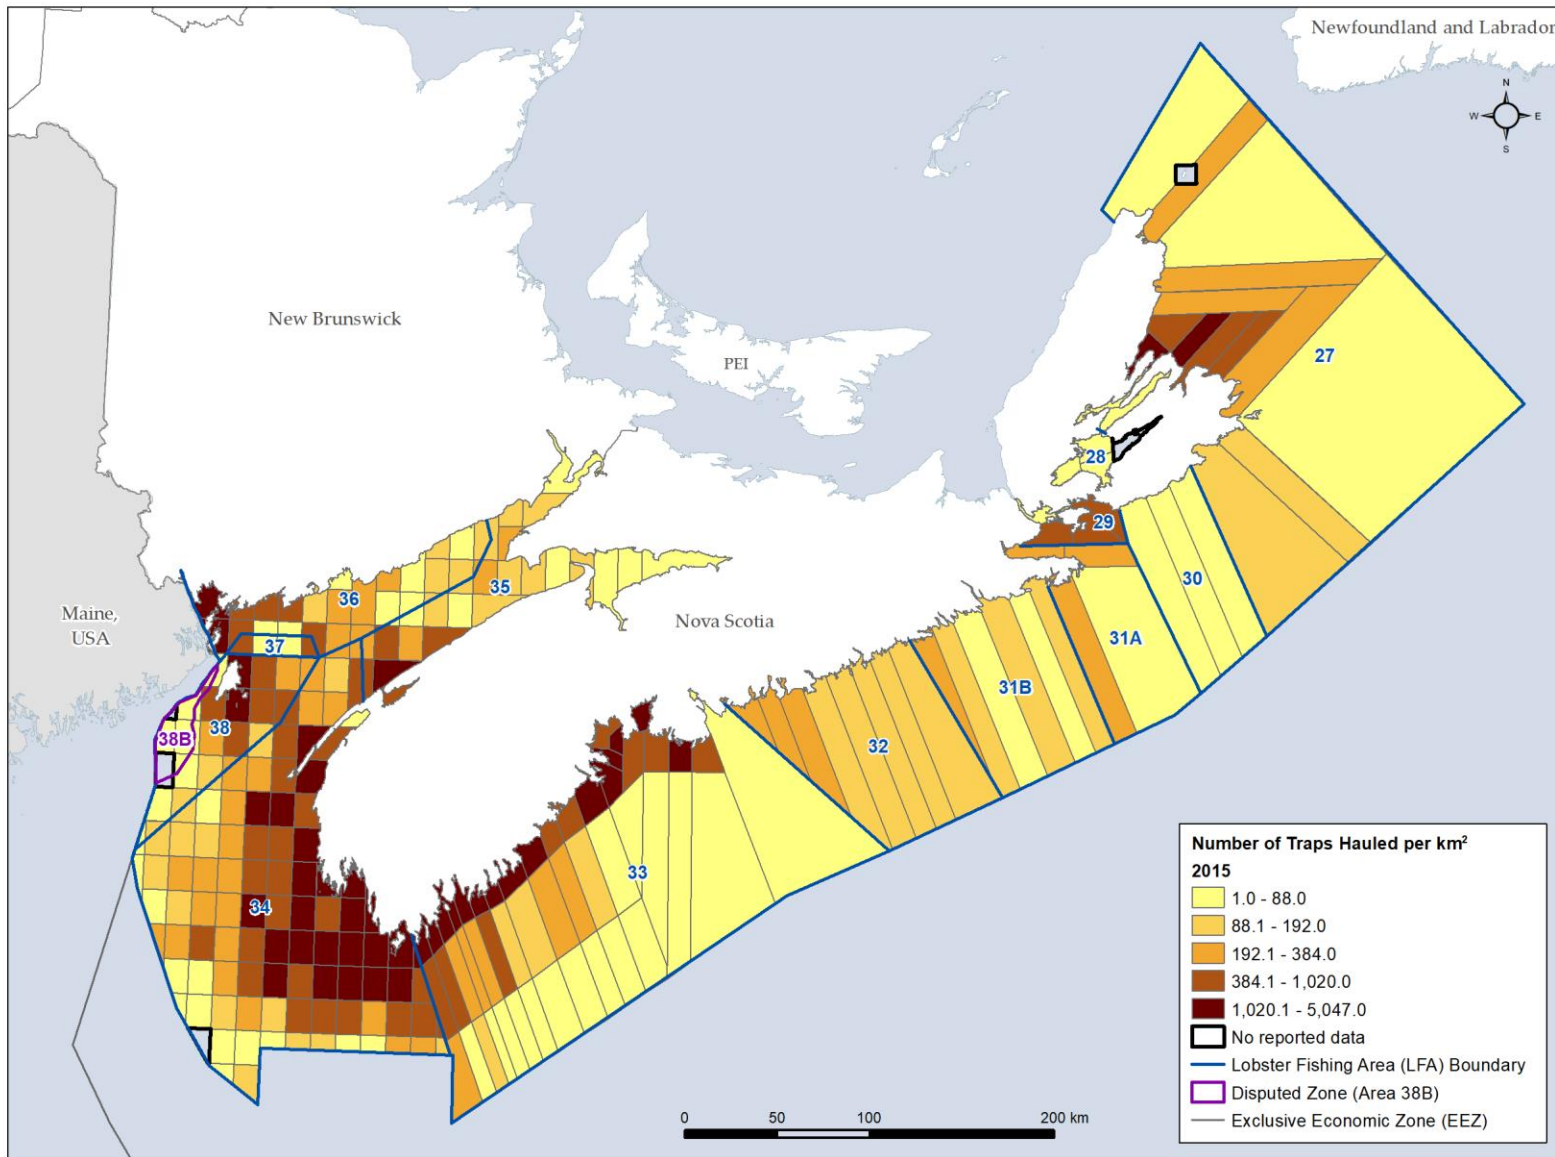 Newfoundland and Labrador
N
W E
S
New Brunswick
PEI
27
28
29
30
Maine,
USA
36
35
37
Nova Scotia
31A
31B
38
38B
32
33
34
Number of Traps Hauled per km²
2015
1.0 - 88.0
88.1 - 192.0
192.1 - 384.0
384.1 - 1,020.0
1,020.1 - 5,047.0
No reported data
Lobster Fishing Area (LFA) Boundary
Disputed Zone (Area 38B)
Exclusive Economic Zone (EEZ)
0 50 100 200 km